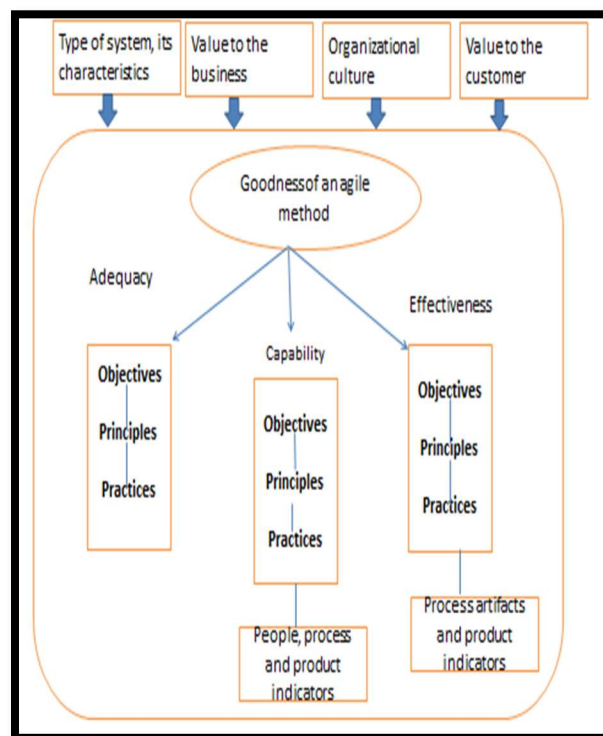 Type of system, its
characteristics
Value to the
business
Organizational
culture
Value to the
customer
Goodness of an agile
method
Adequacy
Capability
Effectiveness
Objectives
Principles
Practices
Objectives
Principles
Practices
Objectives
Principles
Practices
People, process
and product
indicators
Process artifacts
and product
indicators